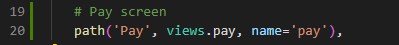 19 # Pay screen
20 path('Pay', views.pay, name='pay'),